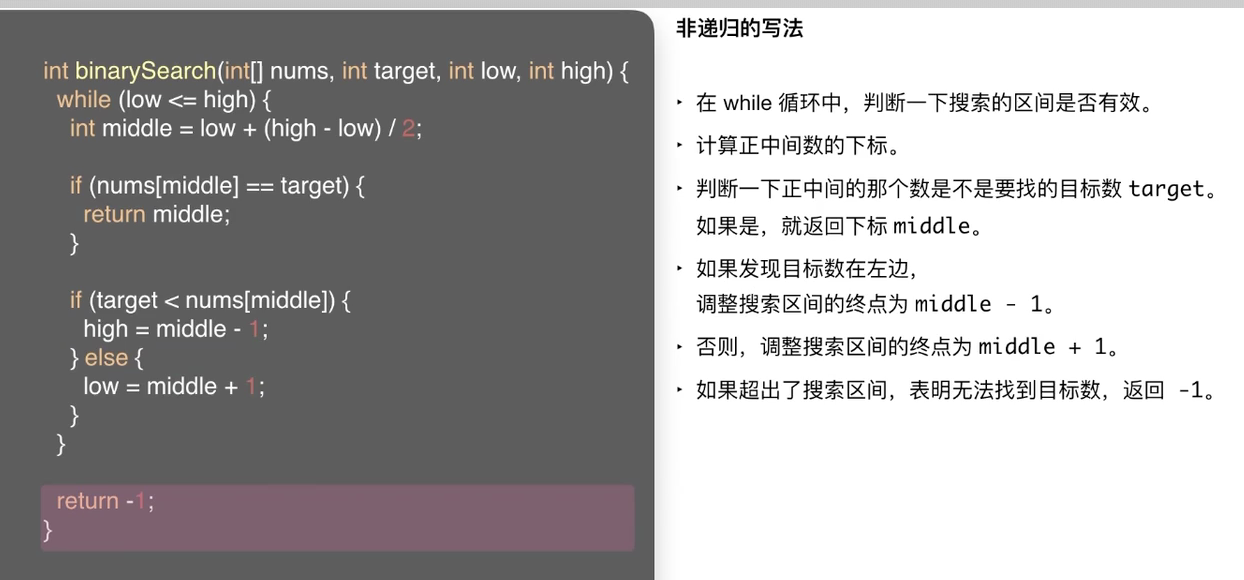 int binarySearch(int[] nums, int target, int low, int high) {
while (low <= high) {
int middle = low + (high - low) / 2;
if (nums[middle] == target) {
return middle;
}
if (target < nums[middle]) {
high = middle - 1;
} else {
low = middle + 1;
}
}
return -1;
}
非递归的写法
‣ 在 while 循环中，判断一下搜索的区间是否有效。
‣ 计算正中间数的下标。
‣ 判断一下正中间的那个数是不是要找的目标数 target。
如果是，就返回下标 middle。
‣ 如果发现目标数在左边，
调整搜索区间的终点为 middle - 1。
‣ 否则，调整搜索区间的终点为 middle + 1。
‣ 如果超出了搜索区间，表明无法找到目标数，返回 -1。